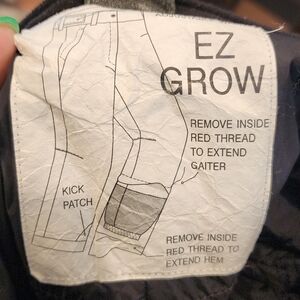 EZ
GROW
REMOVE INSIDE
RED THREAD
TO EXTEND
GAITER
KICK
PATCH
REMOVE INSIDE
RED THREAD TO
EXTEND HEM